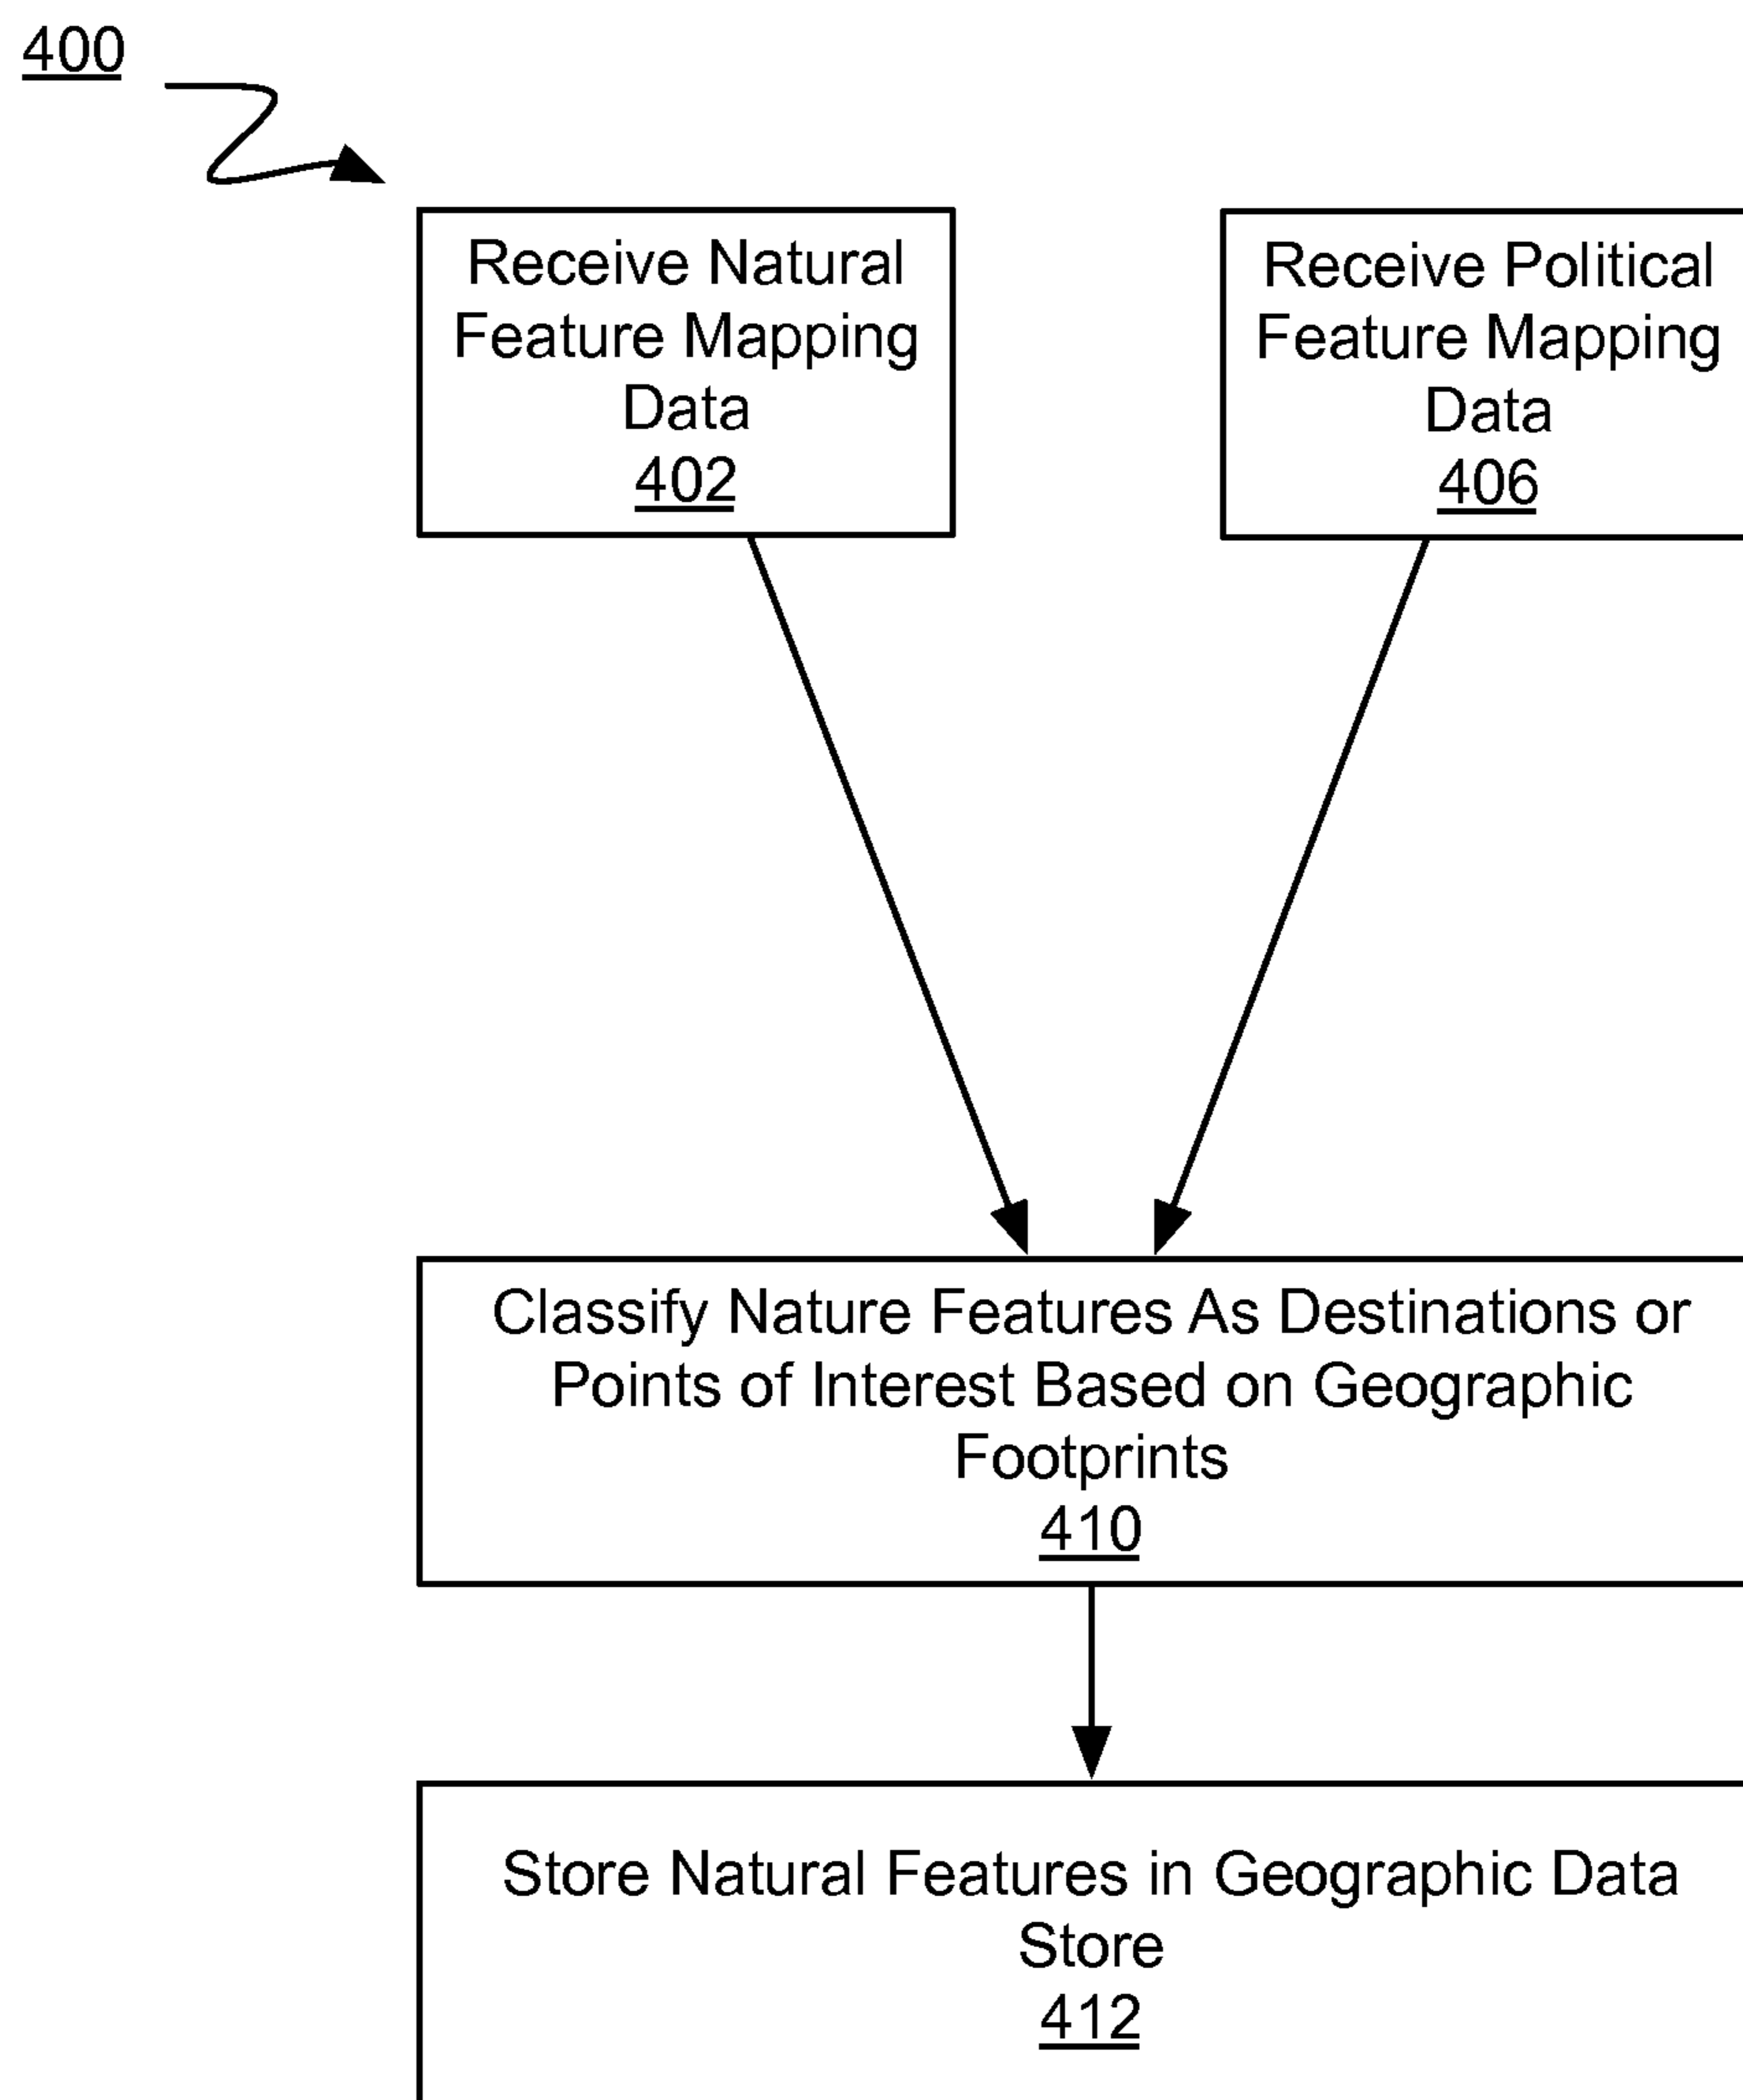 400
Receive Natural
Feature Mapping
Data
402
Receive Political
Feature Mapping
Data
406
Classify Nature Features As Destinations or
Points of Interest Based on Geographic
Footprints
410
Store Natural Features in Geographic Data
Store
412